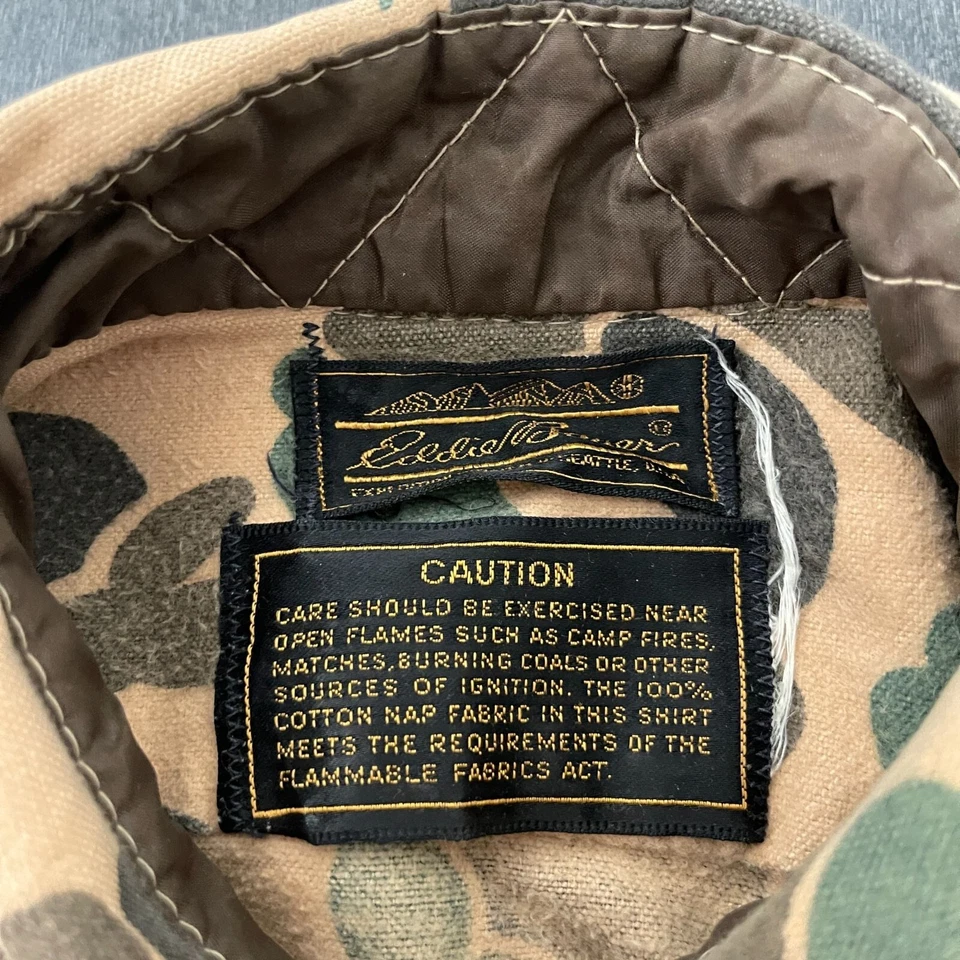 Eddie Bauer
SEATTLE, U.S.A.
CAUTION
CARE SHOULD BE EXERCISED NEAR
OPEN FLAMES SUCH AS CAMP FIRES,
MATCHES, BURNING COALS OR OTHER
SOURCES OF IGNITION. THE 100%
COTTON NAP FABRIC IN THIS SHIRT
MEETS THE REQUIREMENTS OF THE
FLAMMABLE FABRICS ACT.